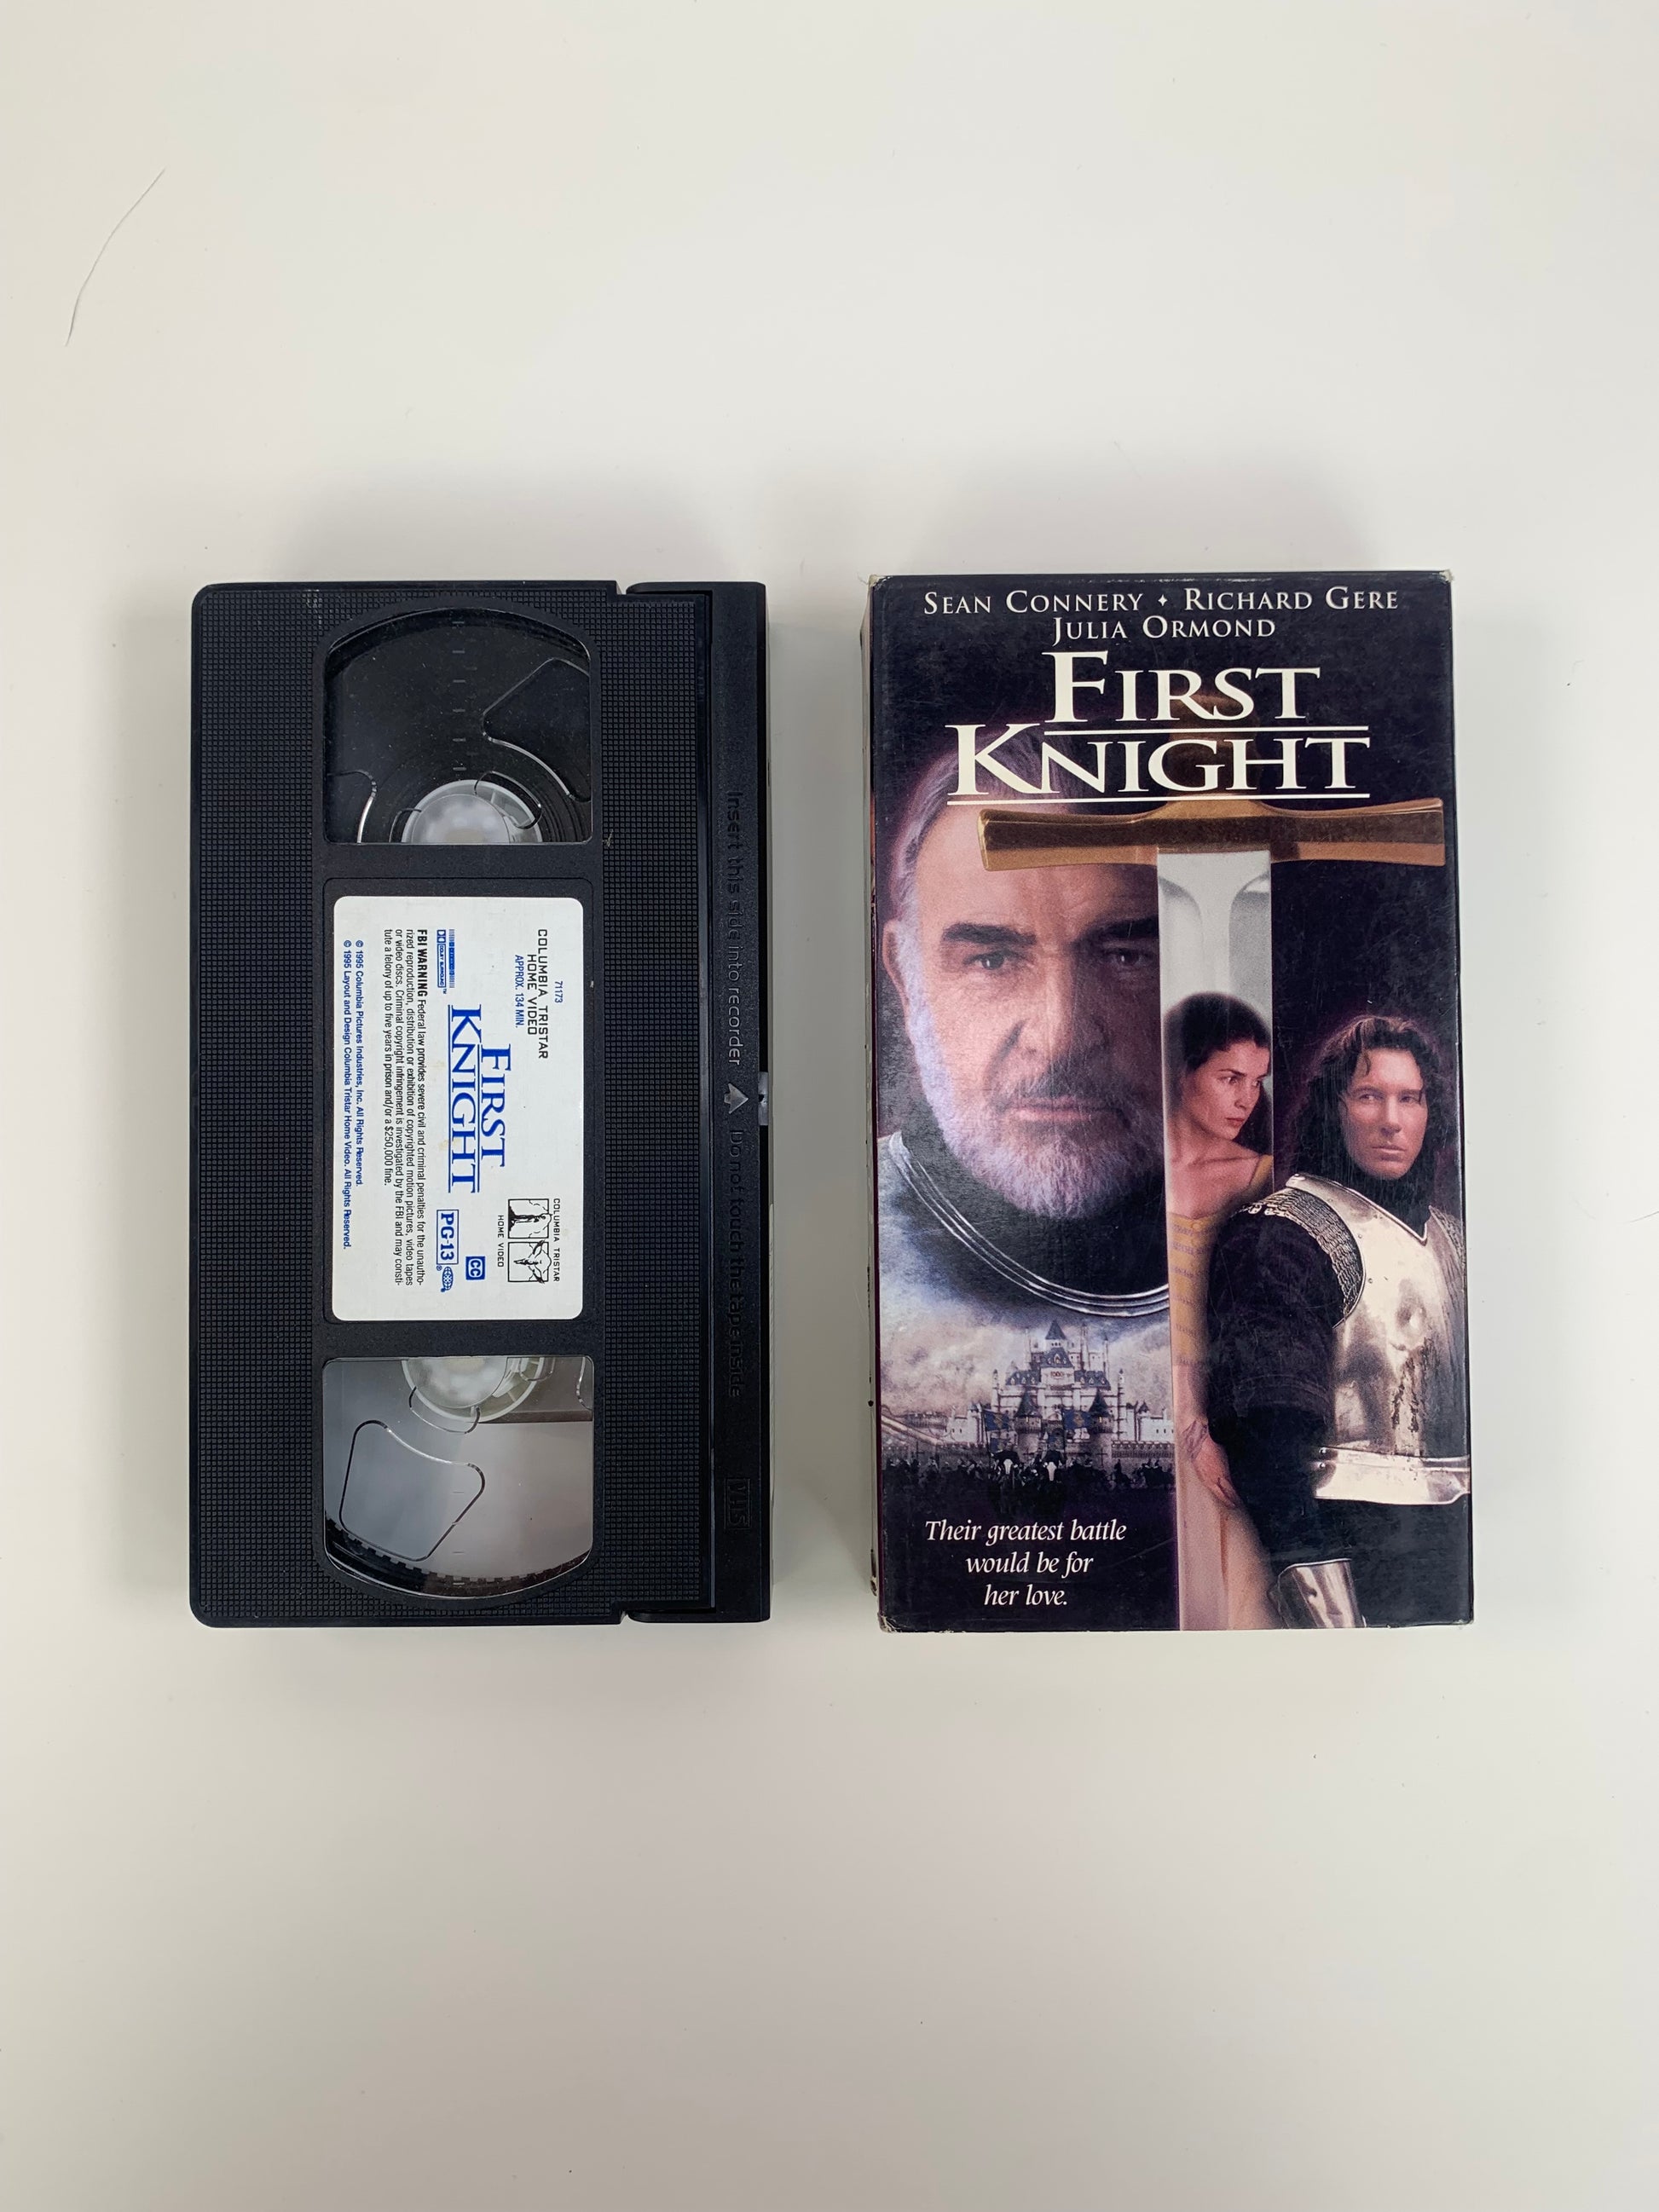 71173
COLUMBIA TRISTAR
HOME VIDEO
APPROX. 134 MIN.
FIRST
KNIGHT
COLUMBIA TRISTAR
HOME VIDEO
CC
PG-13
DOLBY SURROUND
FBI WARNING Federal law provides severe civil and criminal penalties for the unautho-
rized reproduction, distribution or exhibition of copyrighted motion pictures, video tapes
or video discs. Criminal copyright infringement is investigated by the FBI and may consti-
tute a felony of up to five years in prison and/or a $250,000 fine.
© 1995 Columbia Pictures Industries, Inc. All Rights Reserved.
© 1995 Layout and Design Columbia Tristar Home Video. All Rights Reserved.
Insert this side into recorder Do not touch the tape inside
VHS
SEAN CONNERY RICHARD GERE
JULIA ORMOND
FIRST
KNIGHT
Their greatest battle
would be for
her love.